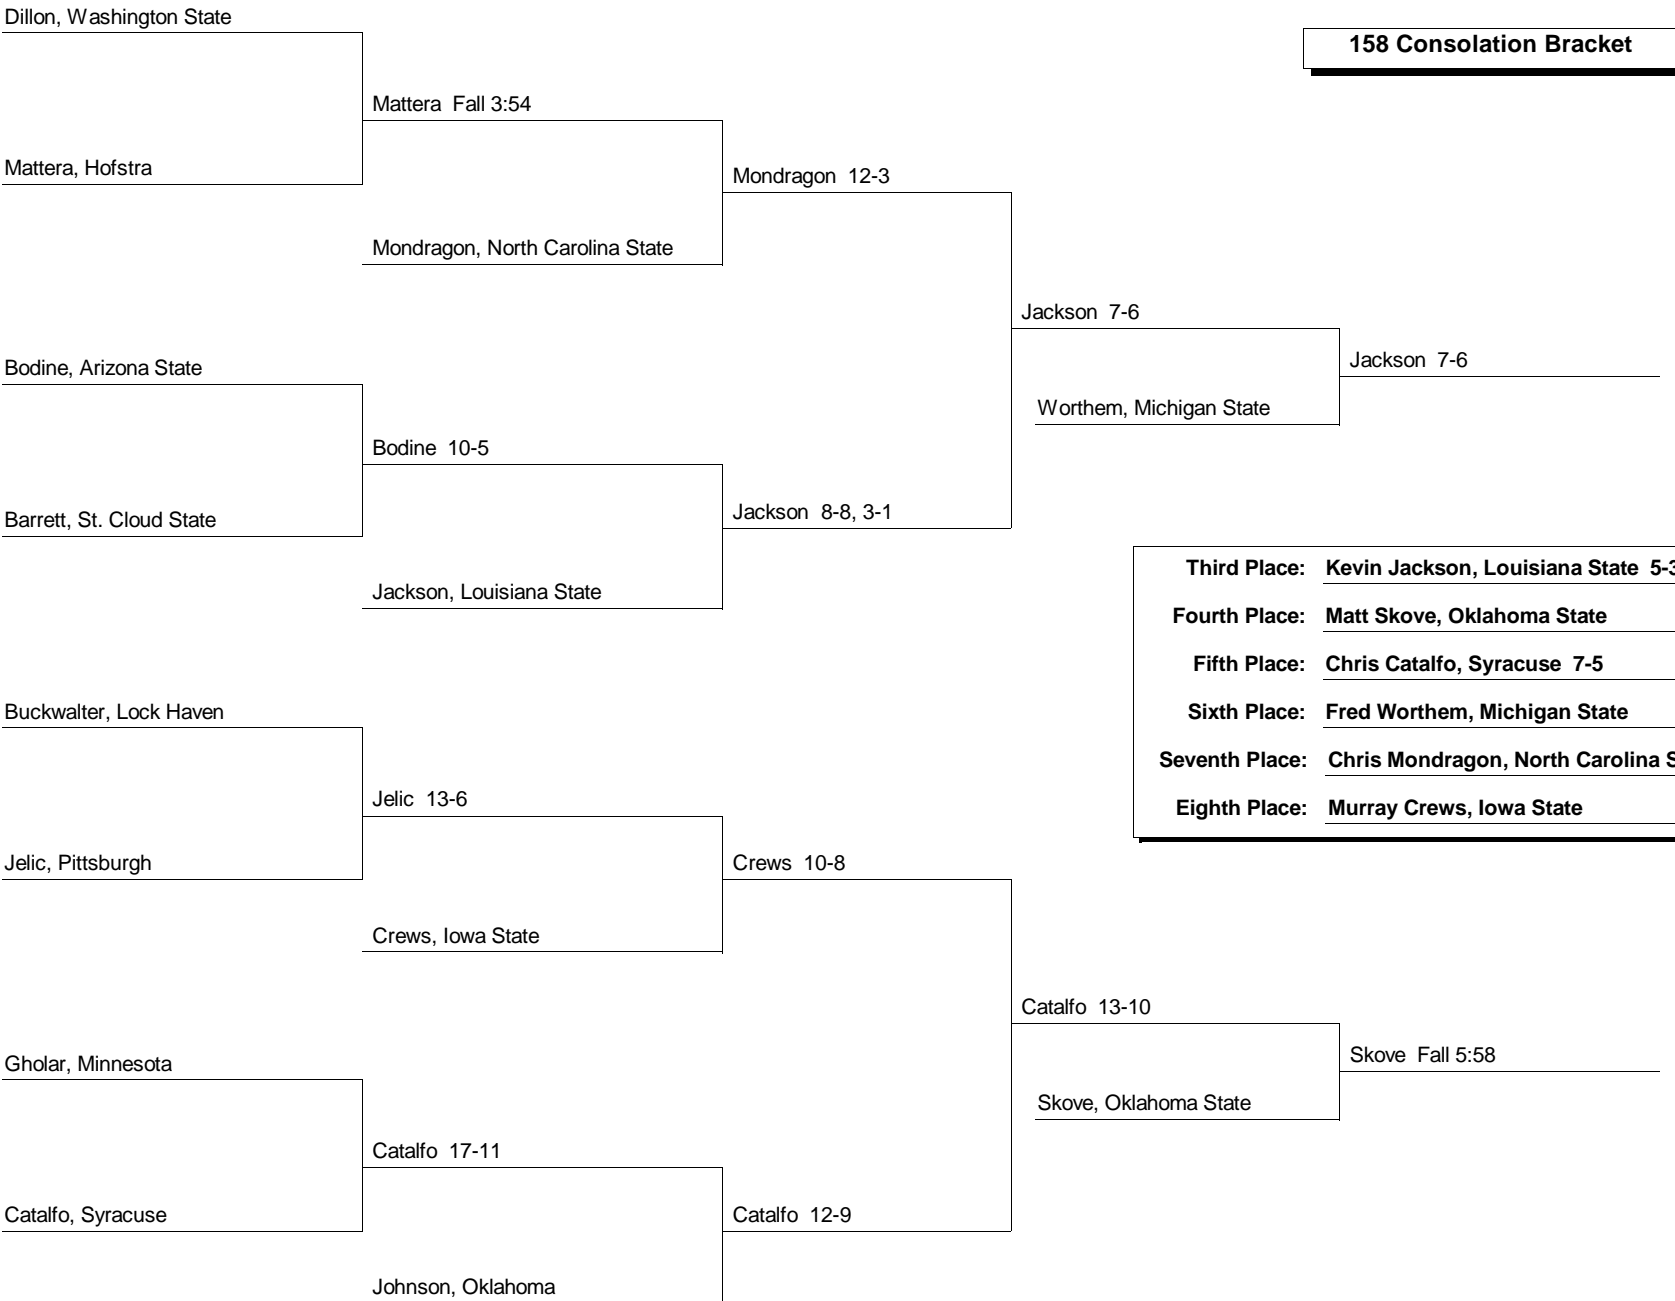 Dillon, Washington State
158 Consolation Bracket
Mattera Fall 3:54
Mattera, Hofstra
Mondragon 12-3
Mondragon, North Carolina State
Jackson 7-6
Bodine, Arizona State
Jackson 7-6
Worthem, Michigan State
Bodine 10-5
Barrett, St. Cloud State
Jackson 8-8, 3-1
Jackson, Louisiana State
Third Place: Kevin Jackson, Louisiana State 5-3
Fourth Place: Matt Skove, Oklahoma State
Fifth Place: Chris Catalfo, Syracuse 7-5
Sixth Place: Fred Worthem, Michigan State
Seventh Place: Chris Mondragon, North Carolina S
Eighth Place: Murray Crews, Iowa State
Buckwalter, Lock Haven
Jelic 13-6
Jelic, Pittsburgh
Crews 10-8
Crews, Iowa State
Catalfo 13-10
Gholar, Minnesota
Skove Fall 5:58
Skove, Oklahoma State
Catalfo 17-11
Catalfo, Syracuse
Catalfo 12-9
Johnson, Oklahoma